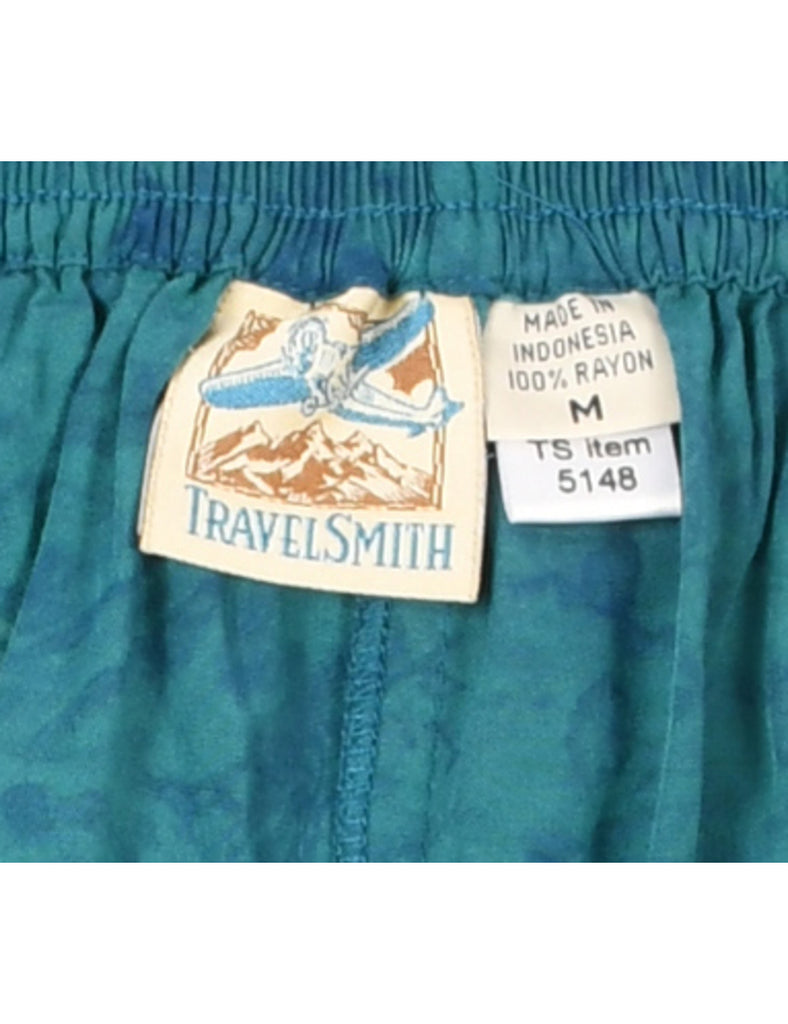 TRAVELSMITH
MADE IN
INDONESIA
100% RAYON
M
TS Item
5148